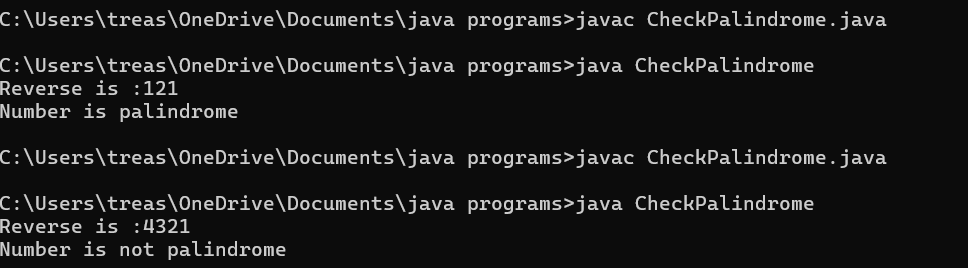 C:\Users\treas\OneDrive\Documents\java programs>javac CheckPalindrome.java
C:\Users\treas\OneDrive\Documents\java programs>java CheckPalindrome
Reverse is :121
Number is palindrome
C:\Users\treas\OneDrive\Documents\java programs>javac CheckPalindrome.java
C:\Users\treas\OneDrive\Documents\java programs>java CheckPalindrome
Reverse is :4321
Number is not palindrome